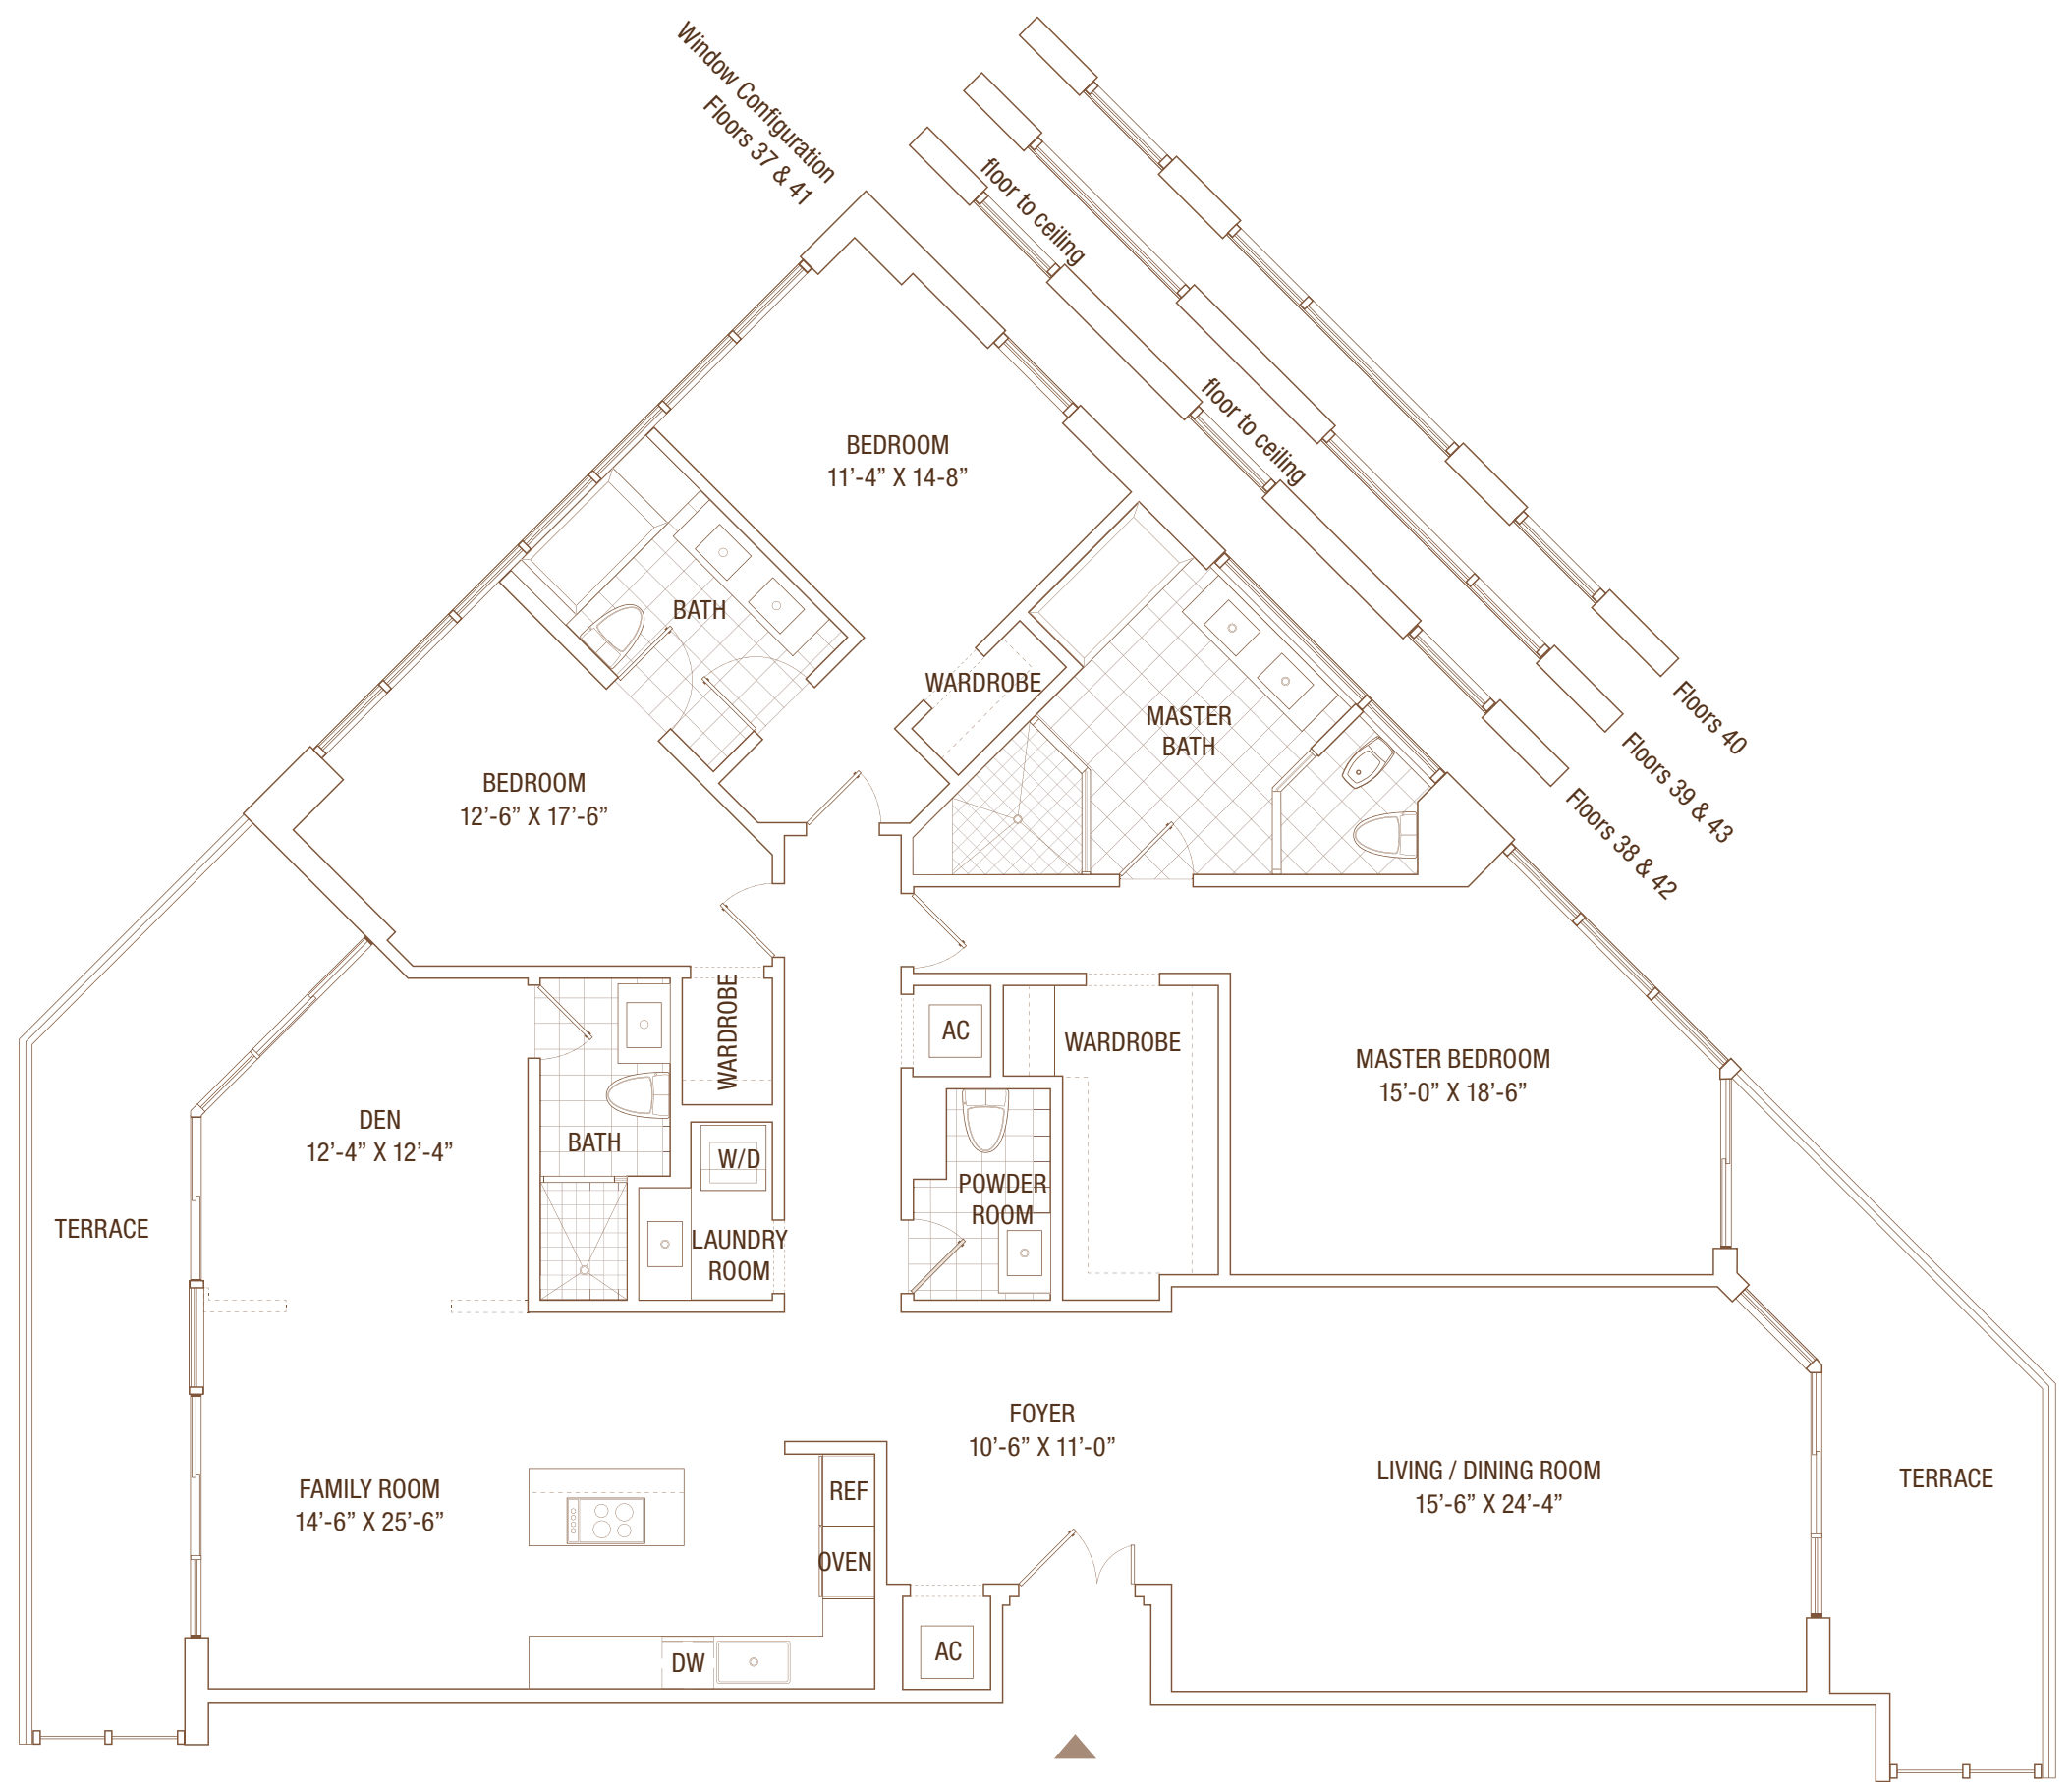 Window Configuration
Floors 37 & 41
floor to ceiling
floor to ceiling
Floors 40
Floors 39 & 43
Floors 38 & 42
BEDROOM
11’-4” X 14-8”
BATH
WARDROBE
MASTER
BATH
BEDROOM
12’-6” X 17’-6”
WARDROBE
AC
WARDROBE
MASTER BEDROOM
15’-0” X 18’-6”
DEN
12’-4” X 12’-4”
BATH
W/D
POWDER
ROOM
TERRACE
LAUNDRY
ROOM
FOYER
10’-6” X 11’-0”
LIVING / DINING ROOM
15’-6” X 24’-4”
TERRACE
FAMILY ROOM
14’-6” X 25’-6”
REF
OVEN
DW
AC